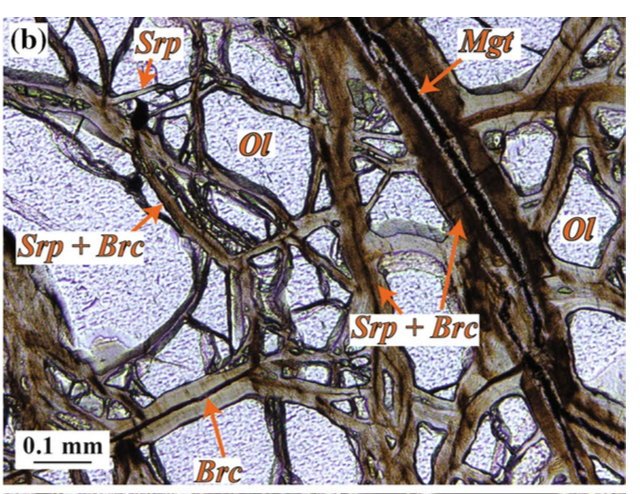 (b)
Srp
Mgt
Ol
Ol
Srp + Brc
Srp + Brc
0.1 mm
Brc